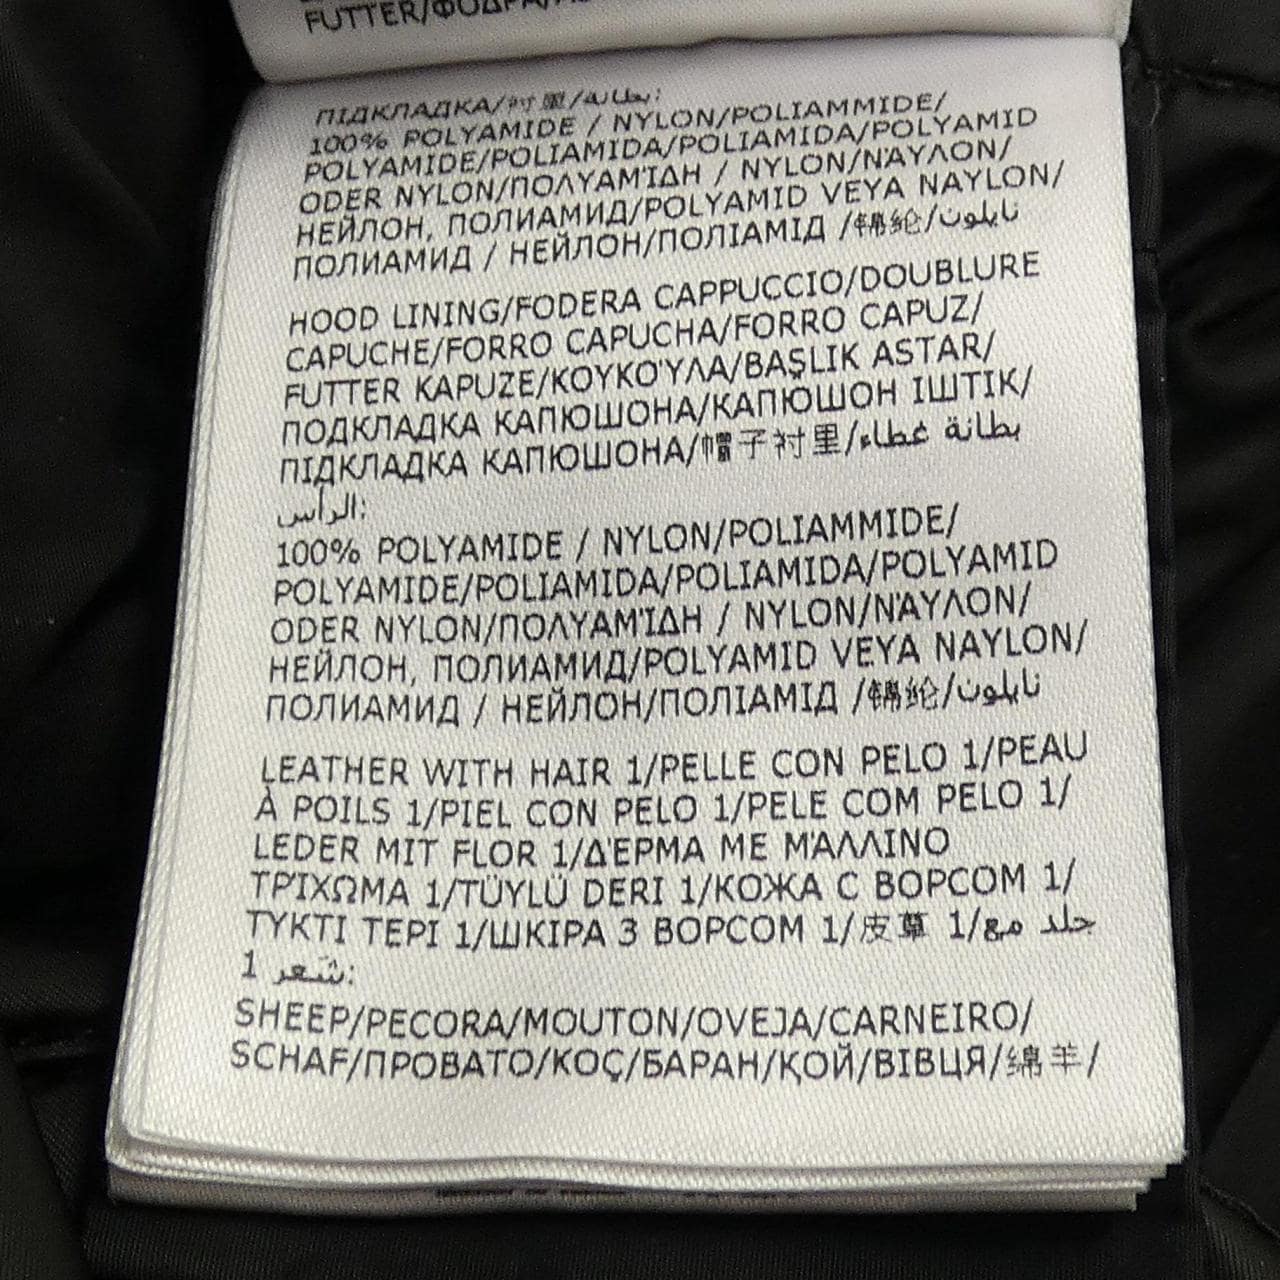 FUTTER/ФОДРА/
ПІДКЛАДКА/衬里/بطانة:
100% POLYAMIDE / NYLON/POLIAMMIDE/
POLYAMIDE/POLIAMIDA/POLIAMIDA/POLYAMID
ODER NYLON/ΠΟΛΥΑΜΊΔΗ / NYLON/ΝΆΥΛΟΝ/
НЕЙЛОН, ПОЛИАМИД/POLYAMID VEYA NAYLON/
ПОЛИАМИД / НЕЙЛОН/ПОЛІАМІД /锦纶/نايلون
HOOD LINING/FODERA CAPPUCCIO/DOUBLURE
CAPUCHE/FORRO CAPUCHA/FORRO CAPUZ/
FUTTER KAPUZE/ΚΟΥΚΟΎΛΑ/BAŞLIK ASTAR/
ПОДКЛАДКА КАПЮШОНА/КАПЮШОН ІШТІК/
ПІДКЛАДКА КАПЮШОНА/帽子衬里/بطانة غطاء
الرأس:
100% POLYAMIDE / NYLON/POLIAMMIDE/
POLYAMIDE/POLIAMIDA/POLIAMIDA/POLYAMID
ODER NYLON/ΠΟΛΥΑΜΊΔΗ / NYLON/ΝΆΥΛΟΝ/
НЕЙЛОН, ПОЛИАМИД/POLYAMID VEYA NAYLON/
ПОЛИАМИД / НЕЙЛОН/ПОЛІАМІД /锦纶/نايلون
LEATHER WITH HAIR 1/PELLE CON PELO 1/PEAU
À POILS 1/PIEL CON PELO 1/PELE COM PELO 1/
LEDER MIT FLOR 1/ΔΈΡΜΑ ΜΕ ΜΆΛΛΙΝΟ
ΤΡΊΧΩΜΑ 1/TÜYLÜ DERI 1/КОЖА С ВОРСОМ 1/
ТҮКТІ ТЕРІ 1/ШКІРА З ВОРСОМ 1/皮草 1/جلد مع
شعر 1:
SHEEP/PECORA/MOUTON/OVEJA/CARNEIRO/
SCHAF/ΠΡΟΒΑΤΟ/KOÇ/БАРАН/ҚОЙ/ВІВЦЯ/绵羊/